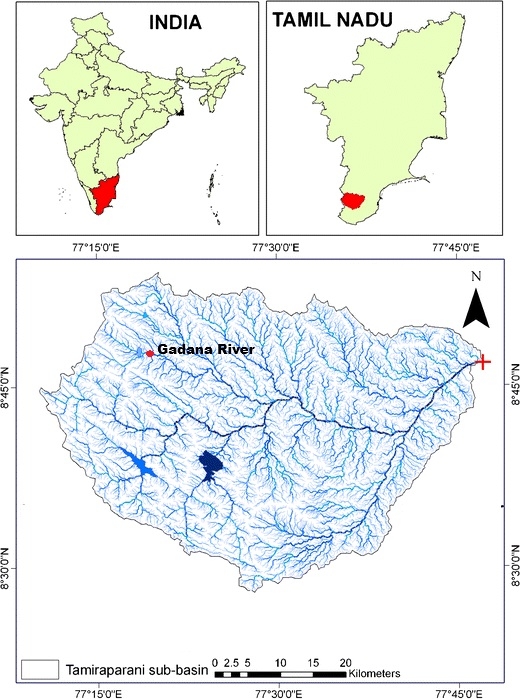 INDIA
TAMIL NADU
77°15'0"E 77°30'0"E 77°45'0"E
N
Gadana River
8°45'0"N 8°45'0"N
8°30'0"N 8°30'0"N
Tamiraparani sub-basin
0 2.5 5 10 15 20
Kilometers
77°15'0"E 77°30'0"E 77°45'0"E